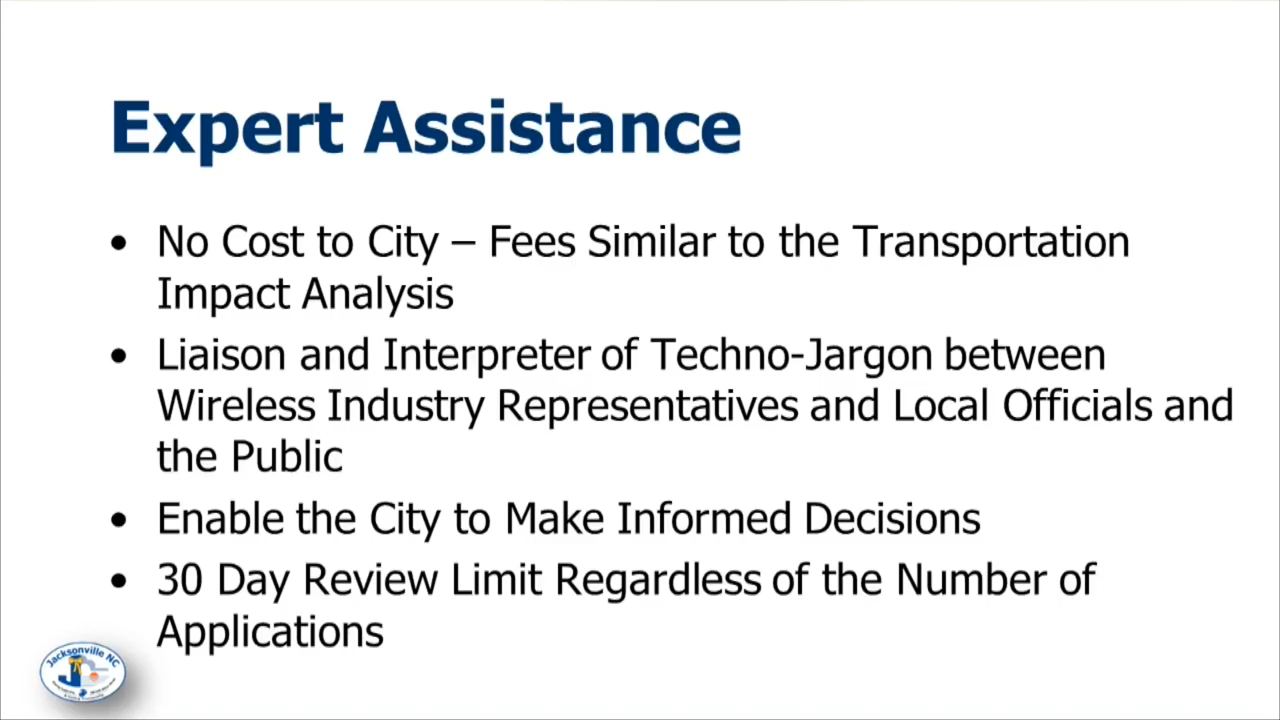 Expert Assistance
• No Cost to City – Fees Similar to the Transportation
Impact Analysis
• Liaison and Interpreter of Techno-Jargon between
Wireless Industry Representatives and Local Officials and
the Public
• Enable the City to Make Informed Decisions
• 30 Day Review Limit Regardless of the Number of
Applications
Jacksonville NC